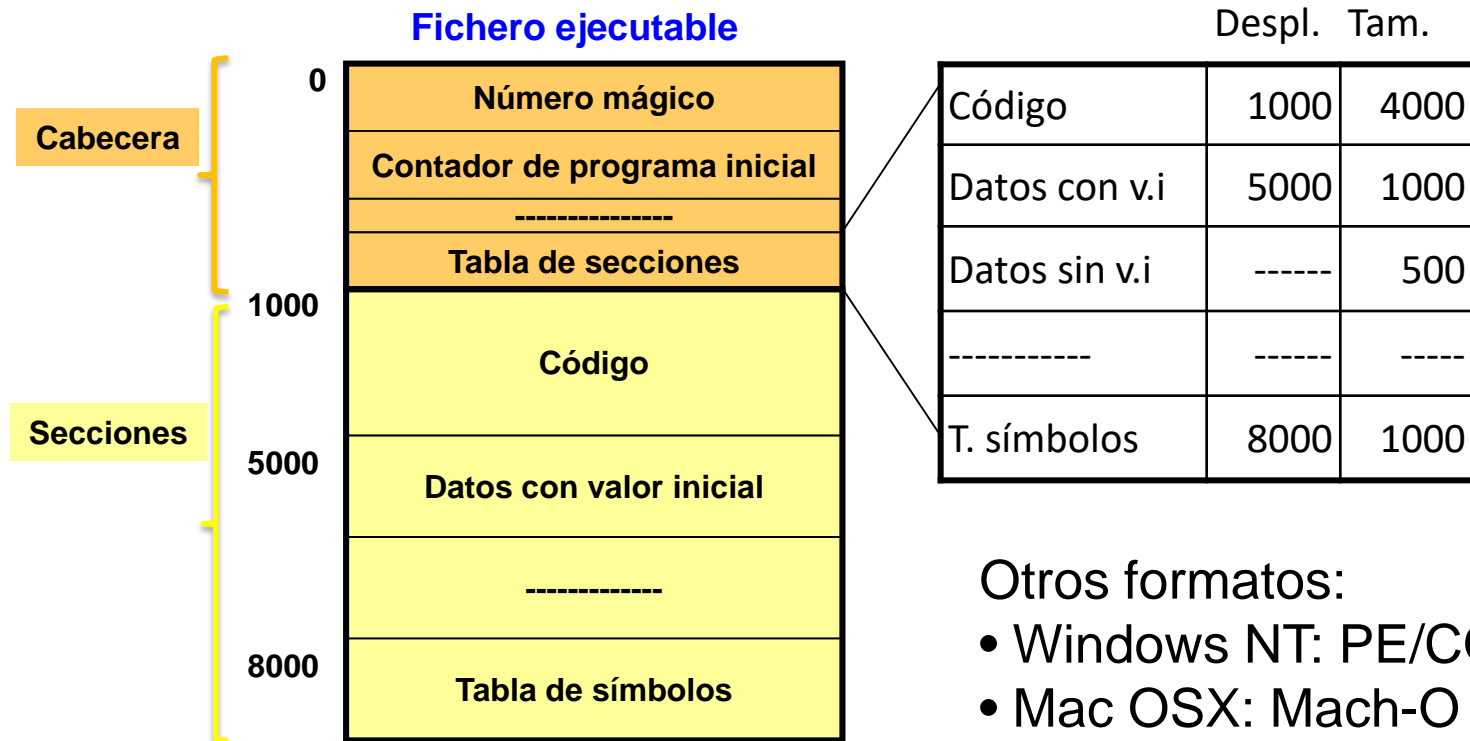 Fichero ejecutable
Cabecera
Secciones
0
1000
5000
8000
Número mágico
Contador de programa inicial
---------------
Tabla de secciones
Código
Datos con valor inicial
-------------
Tabla de símbolos
Despl. Tam.
Código 1000 4000
Datos con v.i 5000 1000
Datos sin v.i ------ 500
----------- ------ -----
T. símbolos 8000 1000
Otros formatos:
• Windows NT:
• Mac OSX: Mach-O